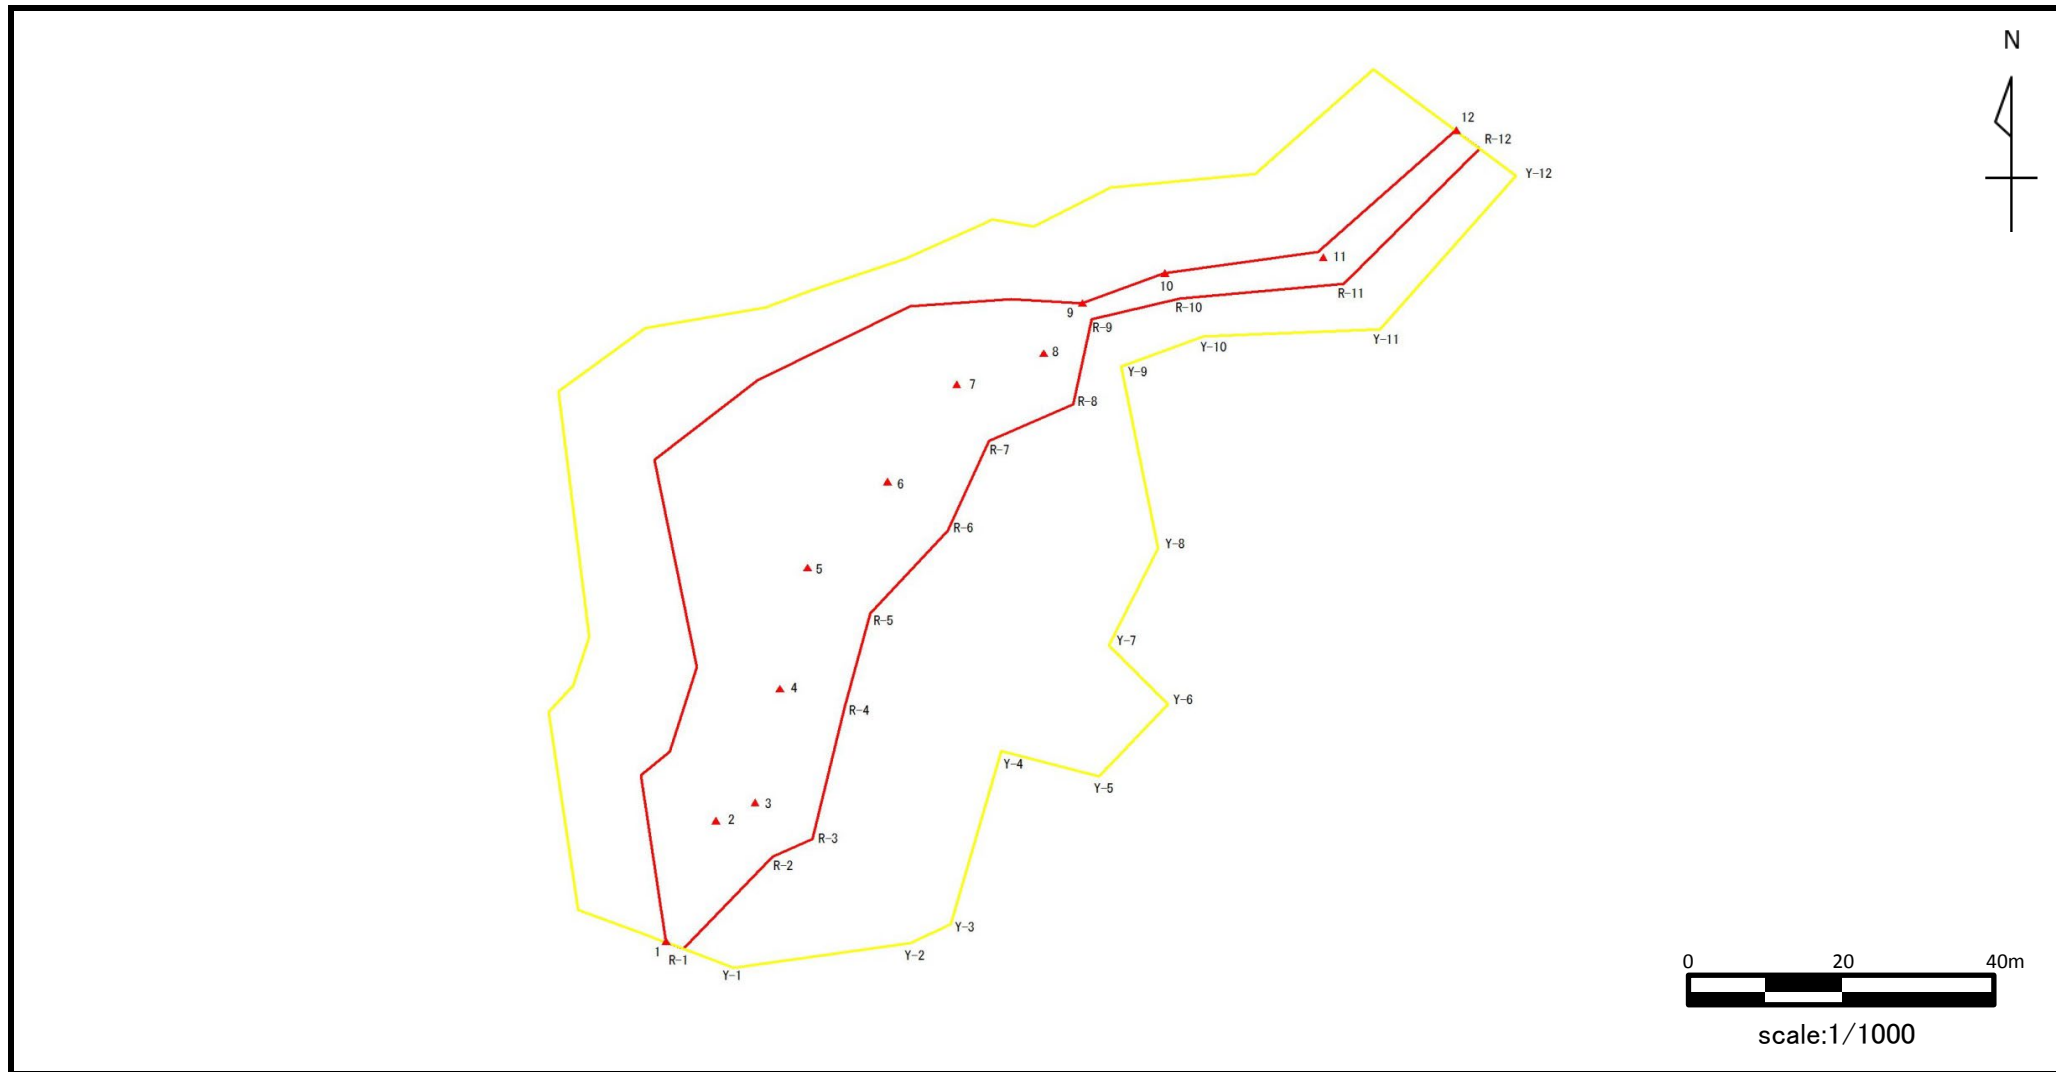 N
12
R-12
Y-12
11
10
R-11
9
R-10
R-9
Y-11
Y-10
8
Y-9
7
R-8
R-7
6
R-6
Y-8
5
R-5
Y-7
4
Y-6
R-4
Y-4
Y-5
3
2
R-3
R-2
Y-3
1
R-1
Y-2
Y-1
0 20 40m
scale:1/1000